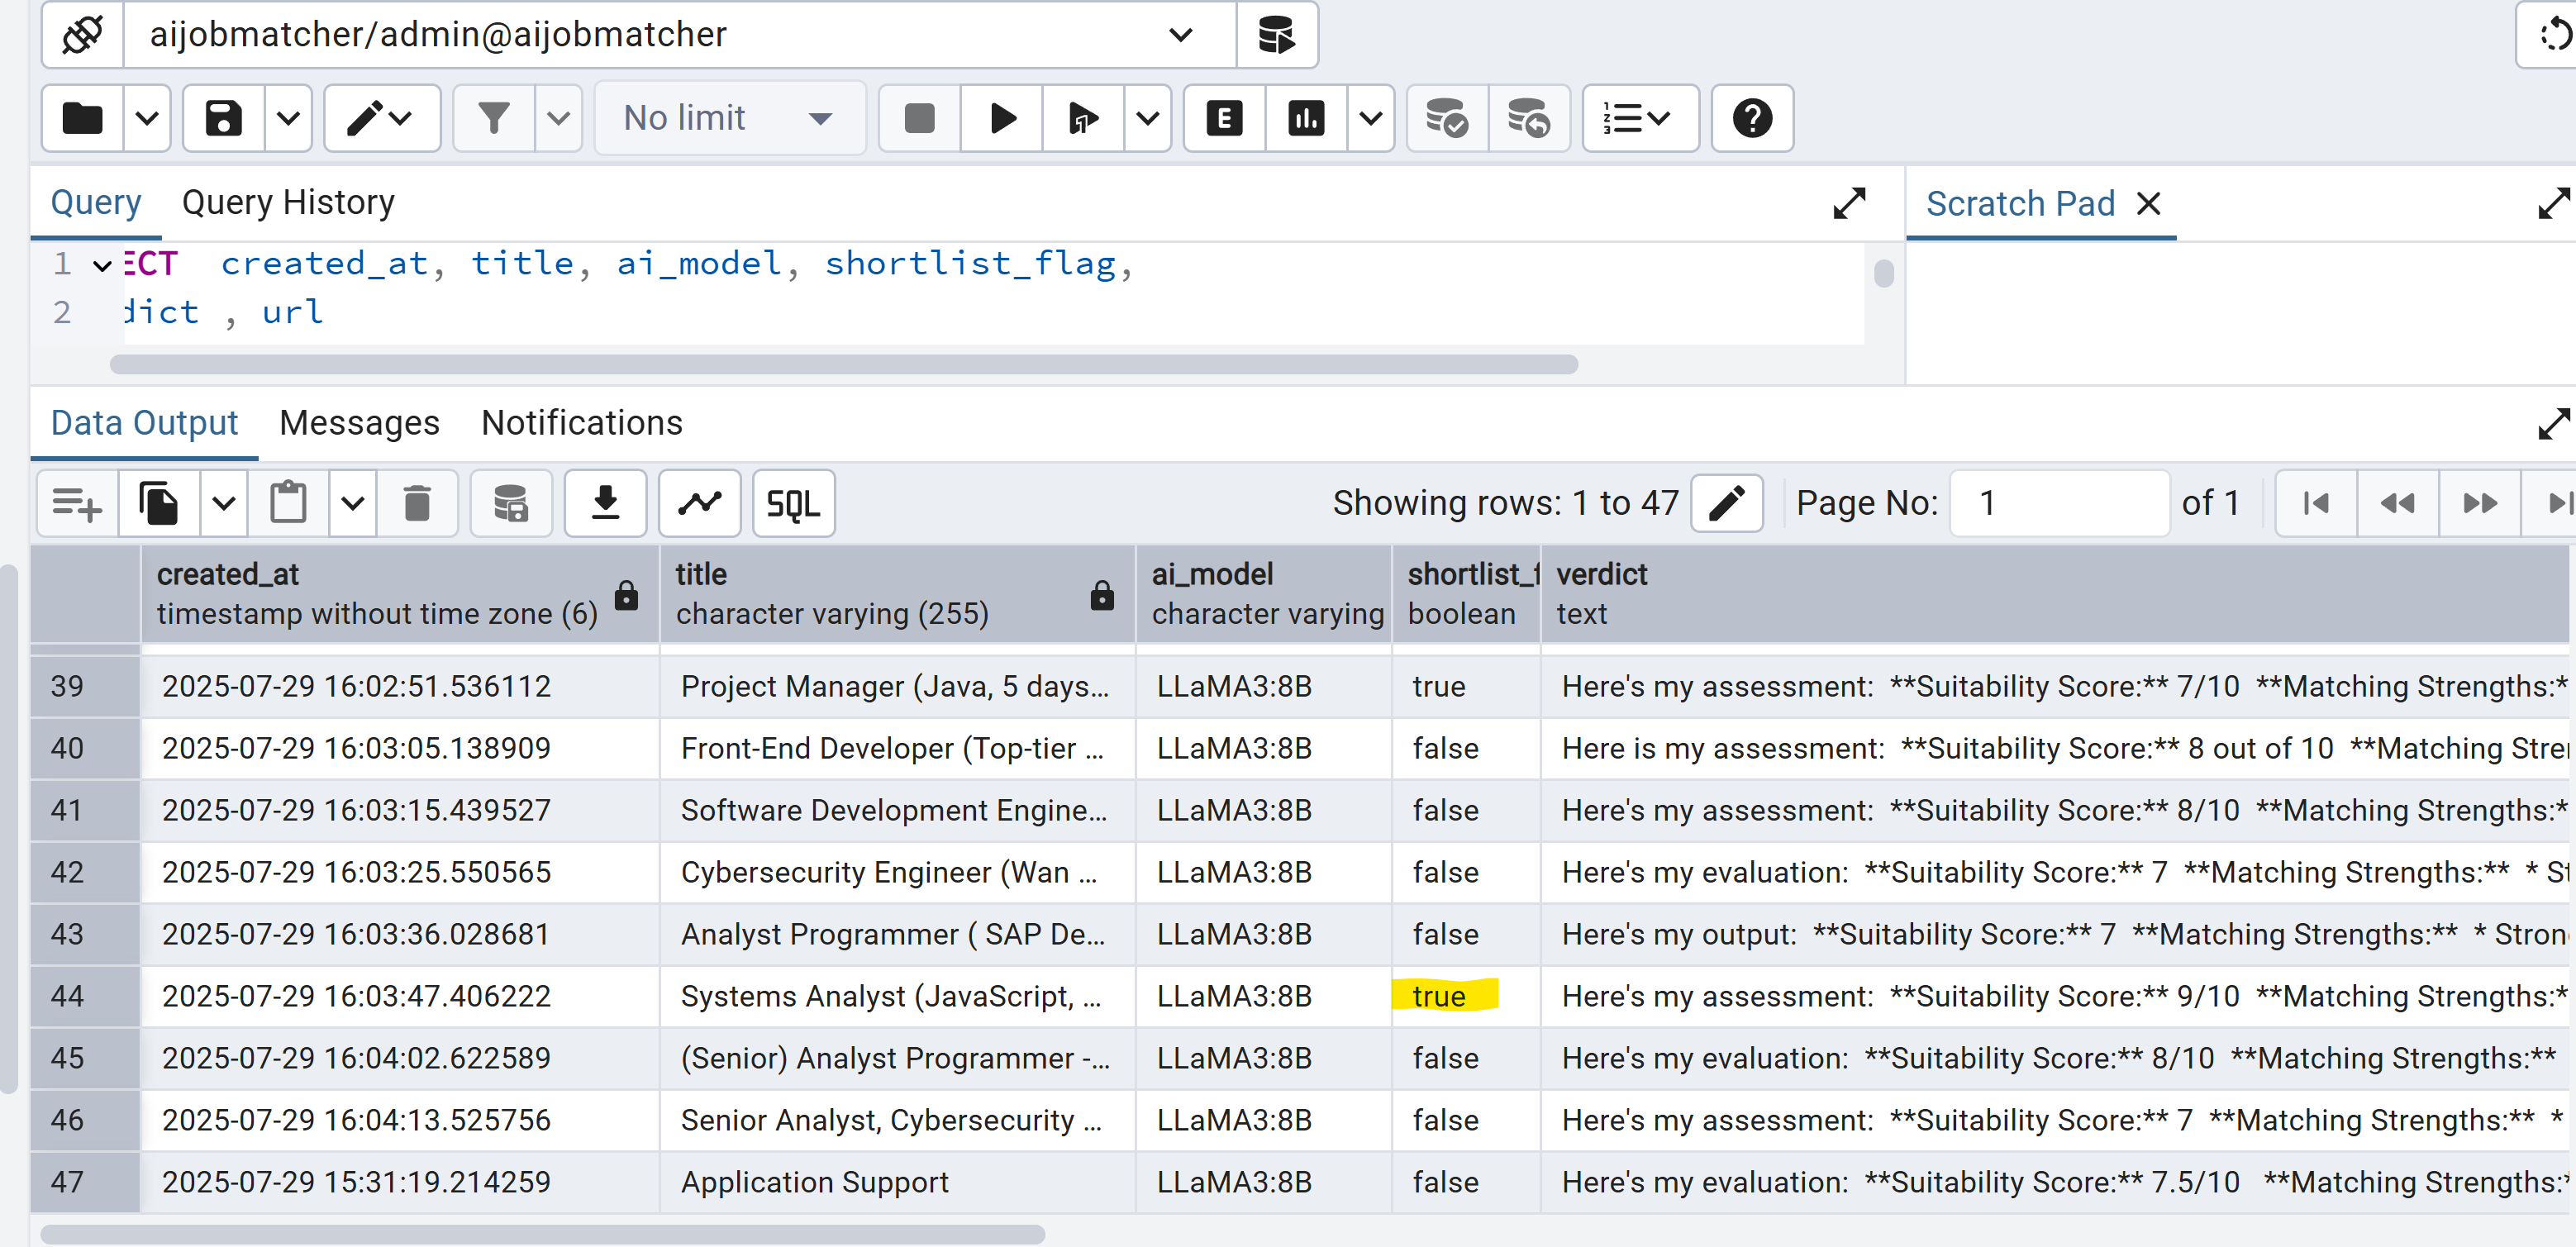 aijobmatcher/admin@aijobmatcher
No limit
Query Query History
Scratch Pad
1 ECT created_at, title, ai_model, shortlist_flag,
2 dict , url
Data Output Messages Notifications
SQL Showing rows: 1 to 47 Page No: 1 of 1
created_at title ai_model shortlist_f verdict
timestamp without time zone (6) character varying (255) character varying boolean text
39 2025-07-29 16:02:51.536112 Project Manager (Java, 5 days... LLaMA3:8B true Here's my assessment: **Suitability Score:** 7/10 **Matching Strengths:*
40 2025-07-29 16:03:05.138909 Front-End Developer (Top-tier ... LLaMA3:8B false Here is my assessment: **Suitability Score:** 8 out of 10 **Matching Stren
41 2025-07-29 16:03:15.439527 Software Development Engine... LLaMA3:8B false Here's my assessment: **Suitability Score:** 8/10 **Matching Strengths:*
42 2025-07-29 16:03:25.550565 Cybersecurity Engineer (Wan ... LLaMA3:8B false Here's my evaluation: **Suitability Score:** 7 **Matching Strengths:** * St
43 2025-07-29 16:03:36.028681 Analyst Programmer ( SAP De... LLaMA3:8B false Here's my output: **Suitability Score:** 7 **Matching Strengths:** * Stron
44 2025-07-29 16:03:47.406222 Systems Analyst (JavaScript, ... LLaMA3:8B true Here's my assessment: **Suitability Score:** 9/10 **Matching Strengths:*
45 2025-07-29 16:04:02.622589 (Senior) Analyst Programmer -... LLaMA3:8B false Here's my evaluation: **Suitability Score:** 8/10 **Matching Strengths:**
46 2025-07-29 16:04:13.525756 Senior Analyst, Cybersecurity ... LLaMA3:8B false Here's my assessment: **Suitability Score:** 7 **Matching Strengths:** *
47 2025-07-29 15:31:19.214259 Application Support LLaMA3:8B false Here's my evaluation: **Suitability Score:** 7.5/10 **Matching Strengths:*